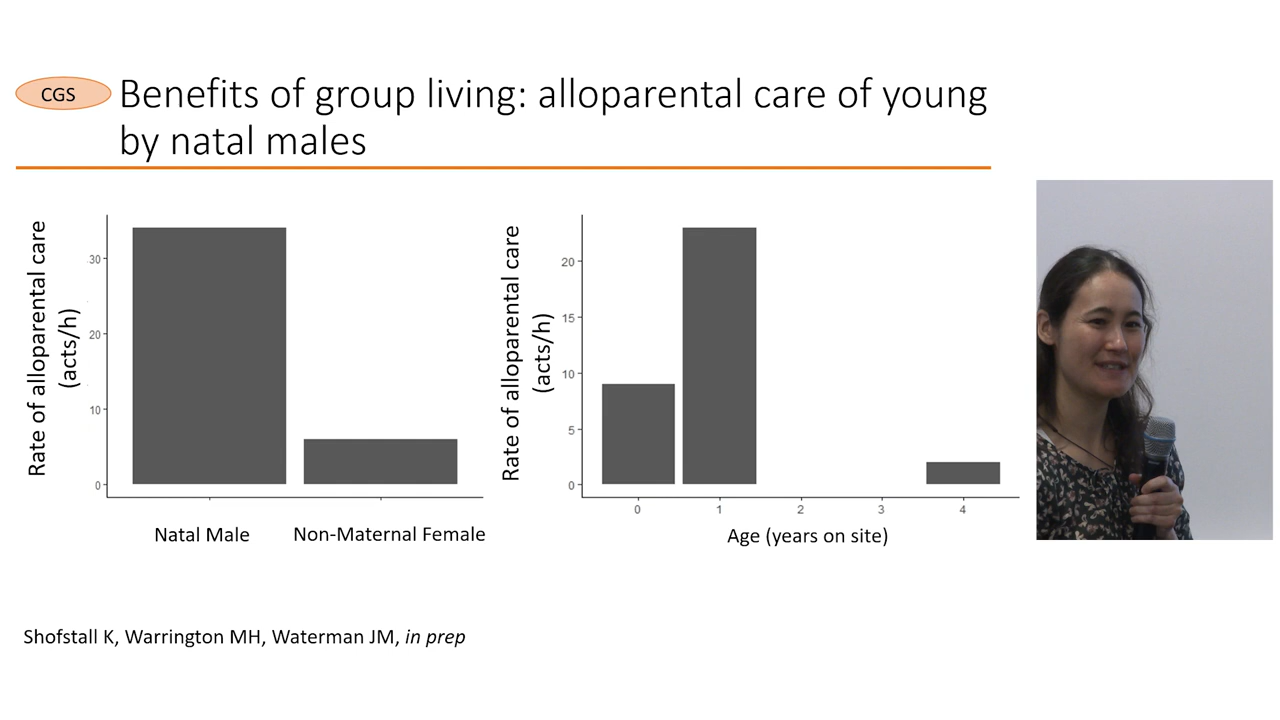 CGS
Benefits of group living: alloparental care of young
by natal males
Rate of alloparental care
(acts/h)
30
20
10
0
Natal Male
Non-Maternal Female
Rate of alloparental care
(acts/h)
20
15
10
5
0
0
1
2
3
4
Age (years on site)
Shofstall K, Warrington MH, Waterman JM, in prep